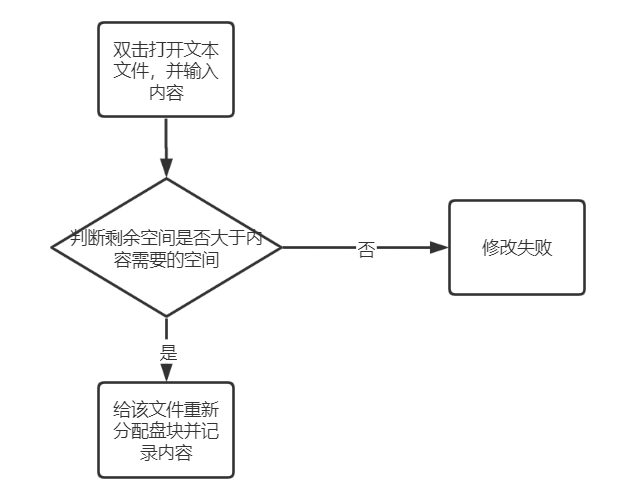 双击打开文本
文件，并输入
内容
判断剩余空间是否大于内
容需要的空间
否
修改失败
是
给该文件重新
分配盘块并记
录内容